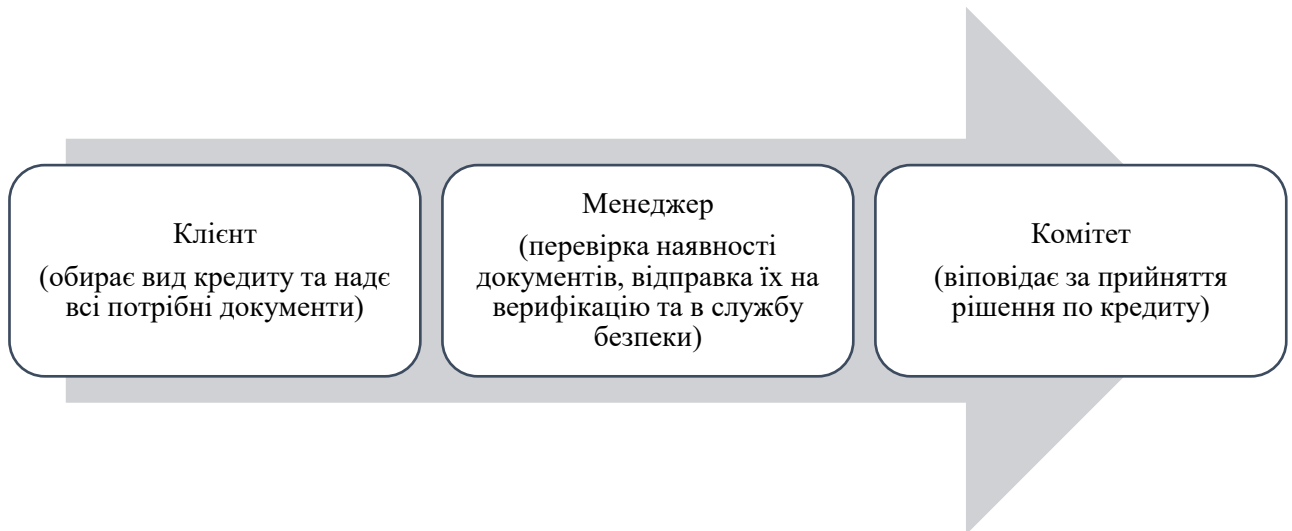 Клієнт
(обирає вид кредиту та надє
всі потрібні документи)
Менеджер
(перевірка наявності
документів, відправка їх на
верифікацію та в службу
безпеки)
Комітет
(віповідає за прийняття
рішення по кредиту)